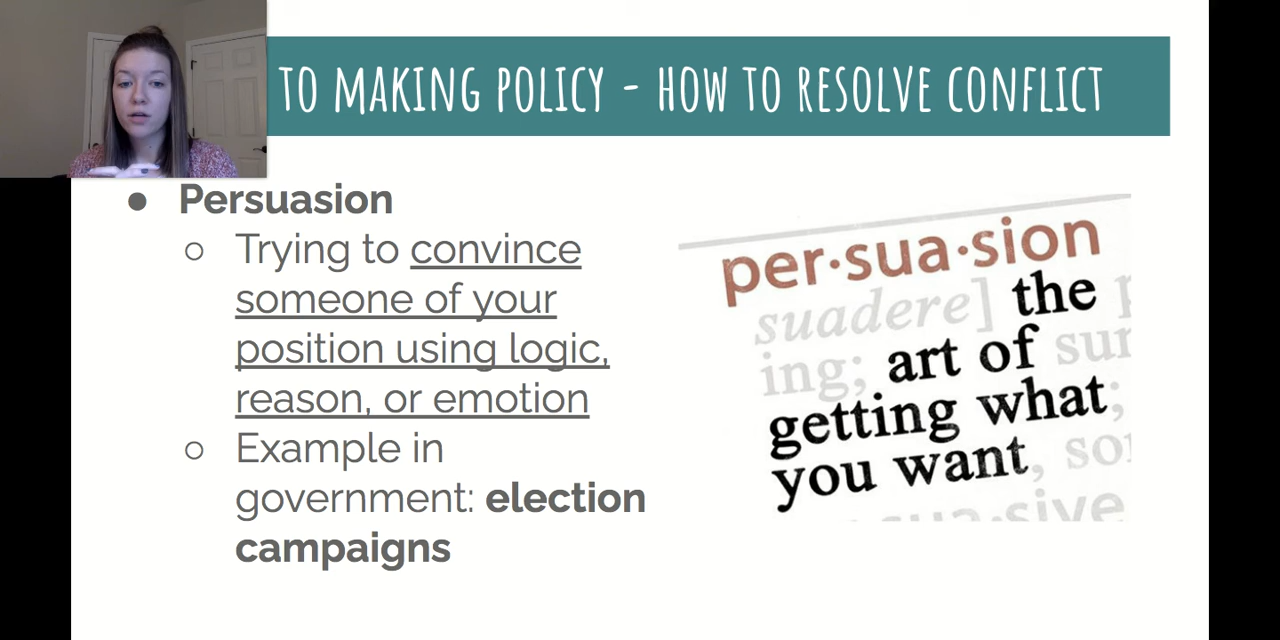 TO MAKING POLICY - HOW TO RESOLVE CONFLICT
● Persuasion
○ Trying to convince
someone of your
position using logic,
reason, or emotion
○ Example in
government: election
campaigns
per·sua·sion
suadere] the
ing; art of
getting what;
you want,